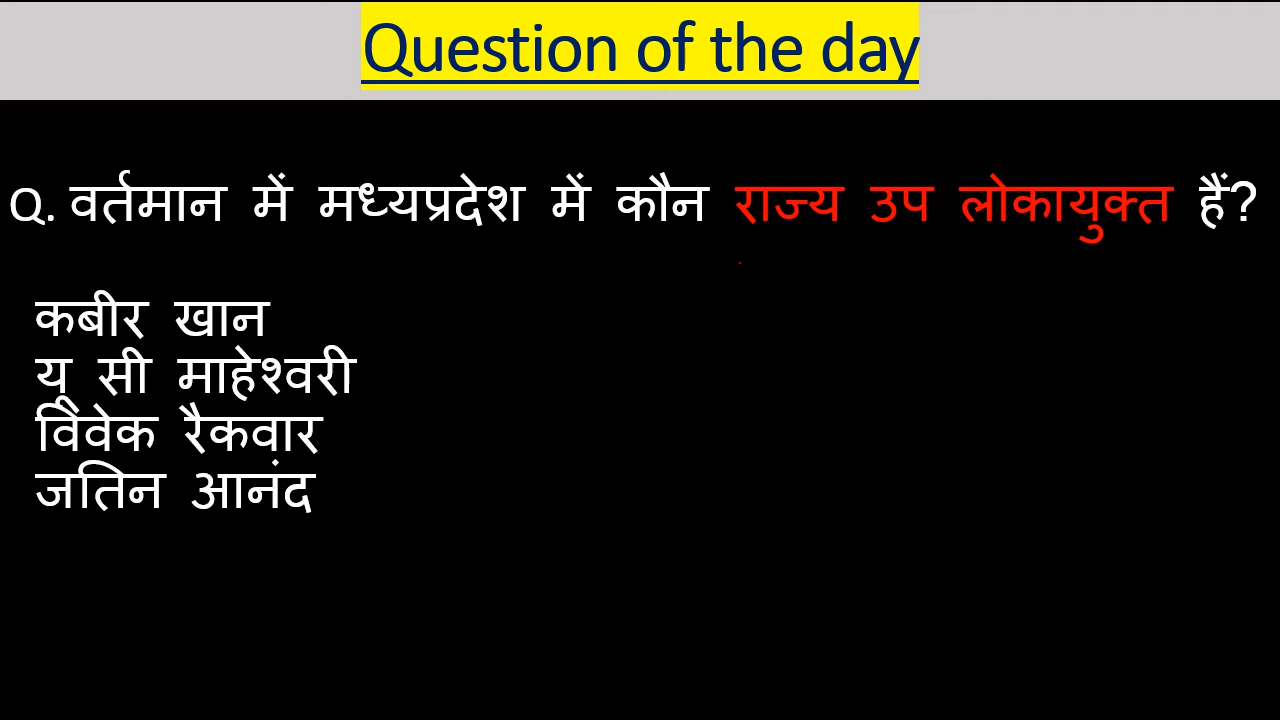 Question of the day
Q. वर्तमान में मध्यप्रदेश में कौन राज्य उप लोकायुक्त हैं?
कबीर खान
यू सी माहेश्वरी
विवेक रैकवार
जतिन आनंद